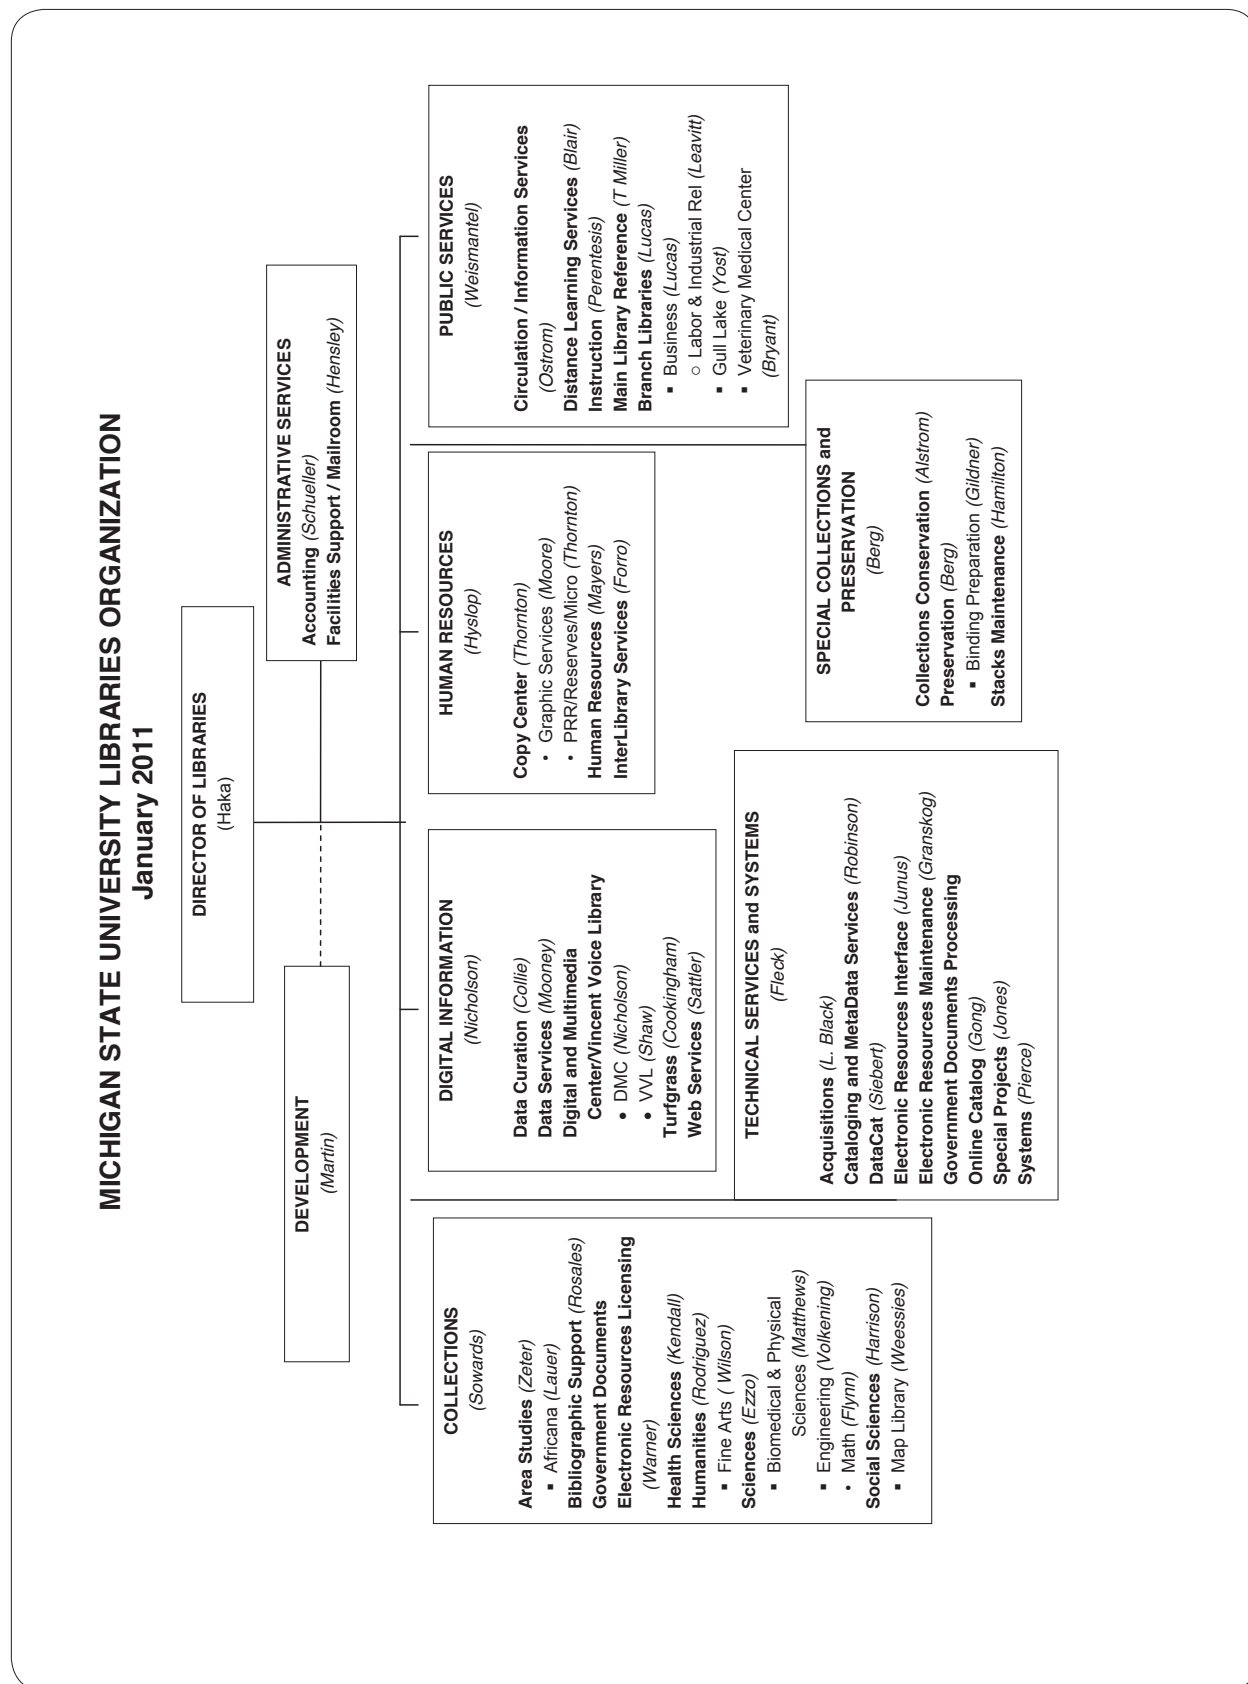 MICHIGAN STATE UNIVERSITY LIBRARIES ORGANIZATION
January 2011
DIRECTOR OF LIBRARIES
(Haka)
DEVELOPMENT
(Martin)
ADMINISTRATIVE SERVICES
Accounting (Schueller)
Facilities Support / Mailroom (Hensley)
COLLECTIONS
(Sowards)
Area Studies (Zeter)
▪ Africana (Lauer)
Bibliographic Support (Rosales)
Government Documents
Electronic Resources Licensing
(Warner)
Health Sciences (Kendall)
Humanities (Rodriguez)
▪ Fine Arts ( Wilson)
Sciences (Ezzo)
▪ Biomedical & Physical
Sciences (Matthews)
▪ Engineering (Volkening)
• Math (Flynn)
Social Sciences (Harrison)
▪ Map Library (Weessies)
DIGITAL INFORMATION
(Nicholson)
Data Curation (Collie)
Data Services (Mooney)
Digital and Multimedia
Center/Vincent Voice Library
• DMC (Nicholson)
• VVL (Shaw)
Turfgrass (Cookingham)
Web Services (Sattler)
HUMAN RESOURCES
(Hyslop)
Copy Center (Thornton)
• Graphic Services (Moore)
• PRR/Reserves/Micro (Thornton)
Human Resources (Mayers)
InterLibrary Services (Forro)
PUBLIC SERVICES
(Weismantel)
Circulation / Information Services
(Ostrom)
Distance Learning Services (Blair)
Instruction (Perentesis)
Main Library Reference (T Miller)
Branch Libraries (Lucas)
▪ Business (Lucas)
○ Labor & Industrial Rel (Leavitt)
▪ Gull Lake (Yost)
▪ Veterinary Medical Center
(Bryant)
TECHNICAL SERVICES and SYSTEMS
(Fleck)
Acquisitions (L. Black)
Cataloging and MetaData Services (Robinson)
DataCat (Siebert)
Electronic Resources Interface (Junus)
Electronic Resources Maintenance (Granskog)
Government Documents Processing
Online Catalog (Gong)
Special Projects (Jones)
Systems (Pierce)
SPECIAL COLLECTIONS and
PRESERVATION
(Berg)
Collections Conservation (Alstrom)
Preservation (Berg)
▪ Binding Preparation (Gildner)
Stacks Maintenance (Hamilton)